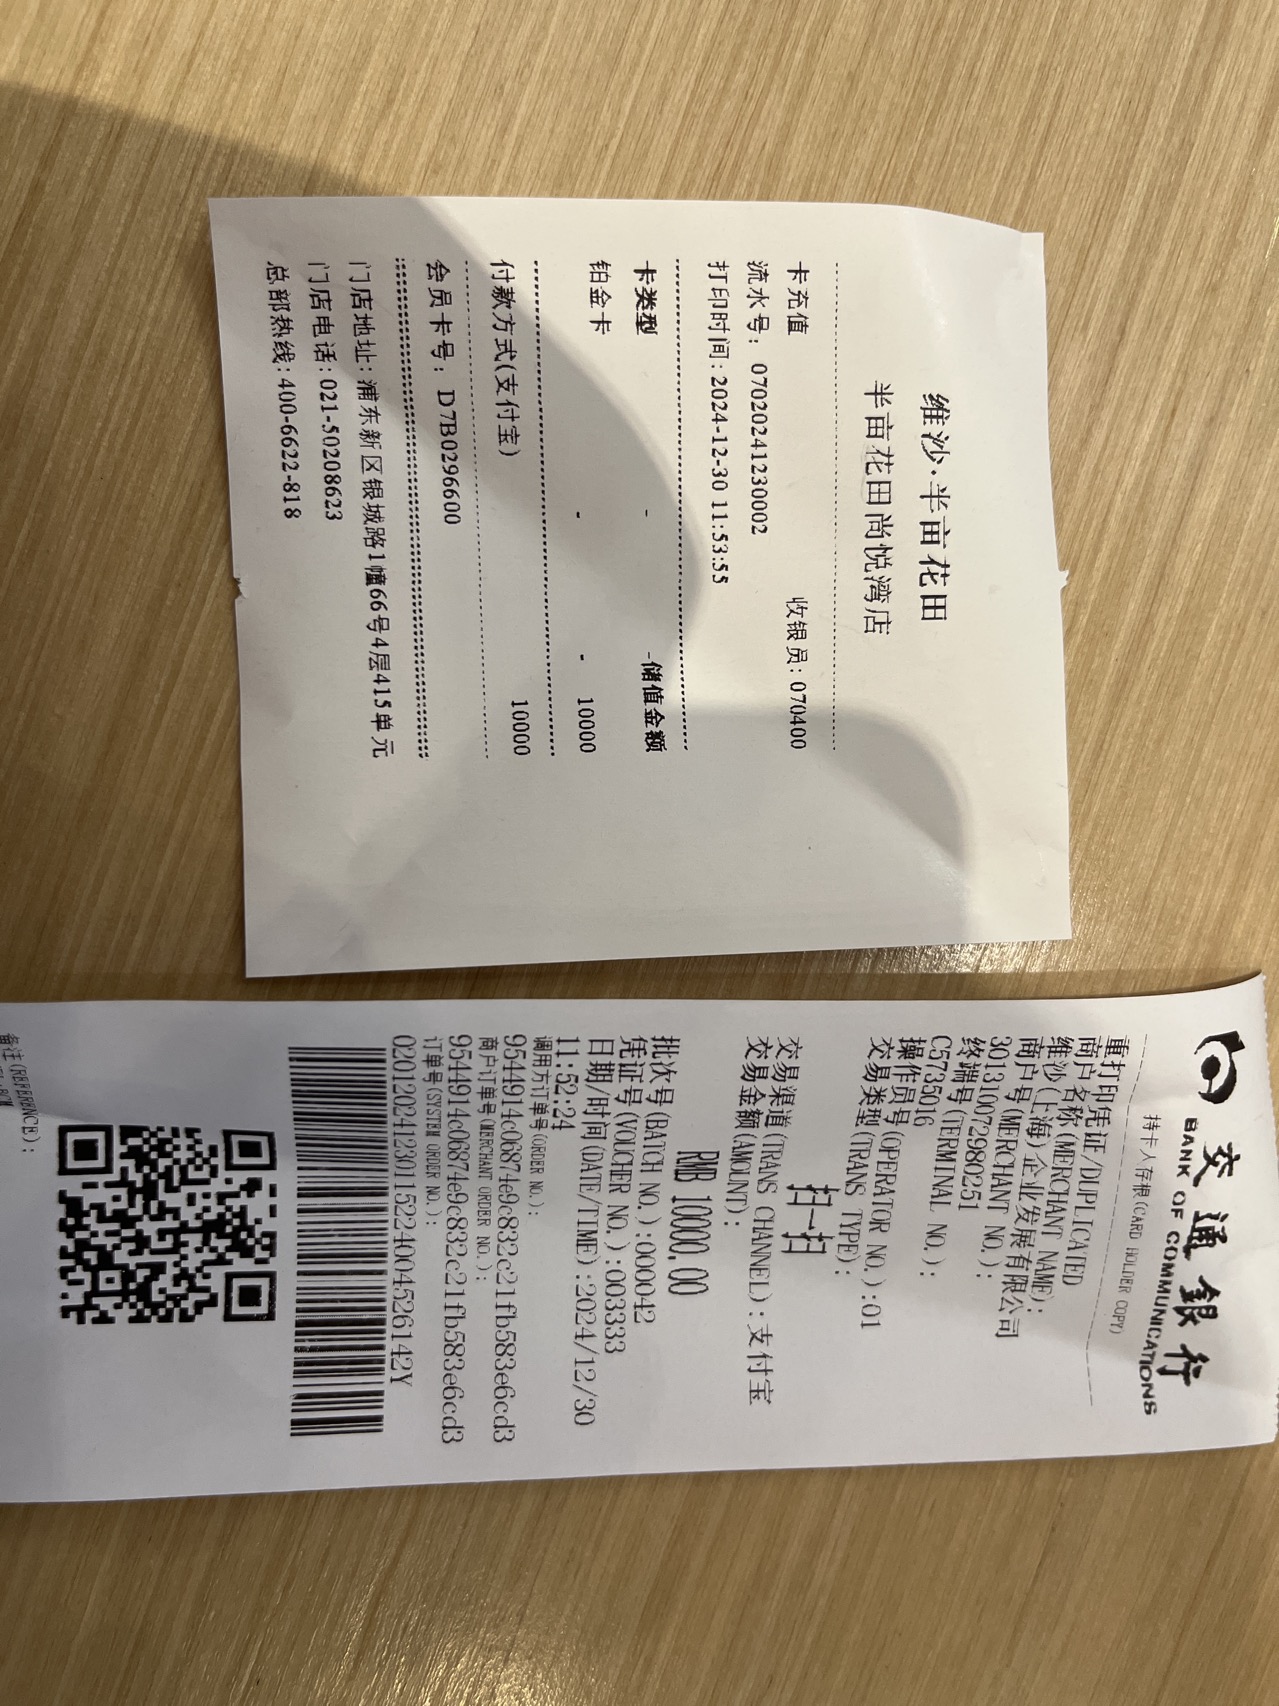 维沙·半亩花田
半亩花田尚悦湾店
卡充值 收银员: 070400
流水号: 07020241230002
打印时间: 2024-12-30 11:53:55
卡类型 - -储值金额
铂金卡 - - 10000
付款方式(支付宝) 10000
会员卡号: D7B0296600
门店地址: 浦东新区银城路1幢66号4层415单元
门店电话: 021-50208623
总部热线: 400-6622-818
交通銀行
BANK OF COMMUNICATIONS
持卡人存根(CARD HOLDER COPY)
重打印凭证/DUPLICATED
商户名称(MERCHANT NAME):
维沙(上海)企业发展有限公司
商户号(MERCHANT NO.):
301310072980251
终端号(TERMINAL NO.):
C5735016
操作员号(OPERATOR NO.):01
交易类型(TRANS TYPE):
扫一扫
交易渠道(TRANS CHANNEL):支付宝
交易金额(AMOUNT):
RMB 10000.00
批次号(BATCH NO.):000042
凭证号(VOUCHER NO.):003333
日期/时间(DATE/TIME):2024/12/30
11:52:24
调用方订单号(ORDER NO.):
9544914c06874e9c832c21fb583e6cd3
商户订单号(MERCHANT ORDER NO.):
9544914c06874e9c832c21fb583e6cd3
订单号(SYSTEM ORDER NO.):
020120241230115224004526142Y
备注(REFERENCE):